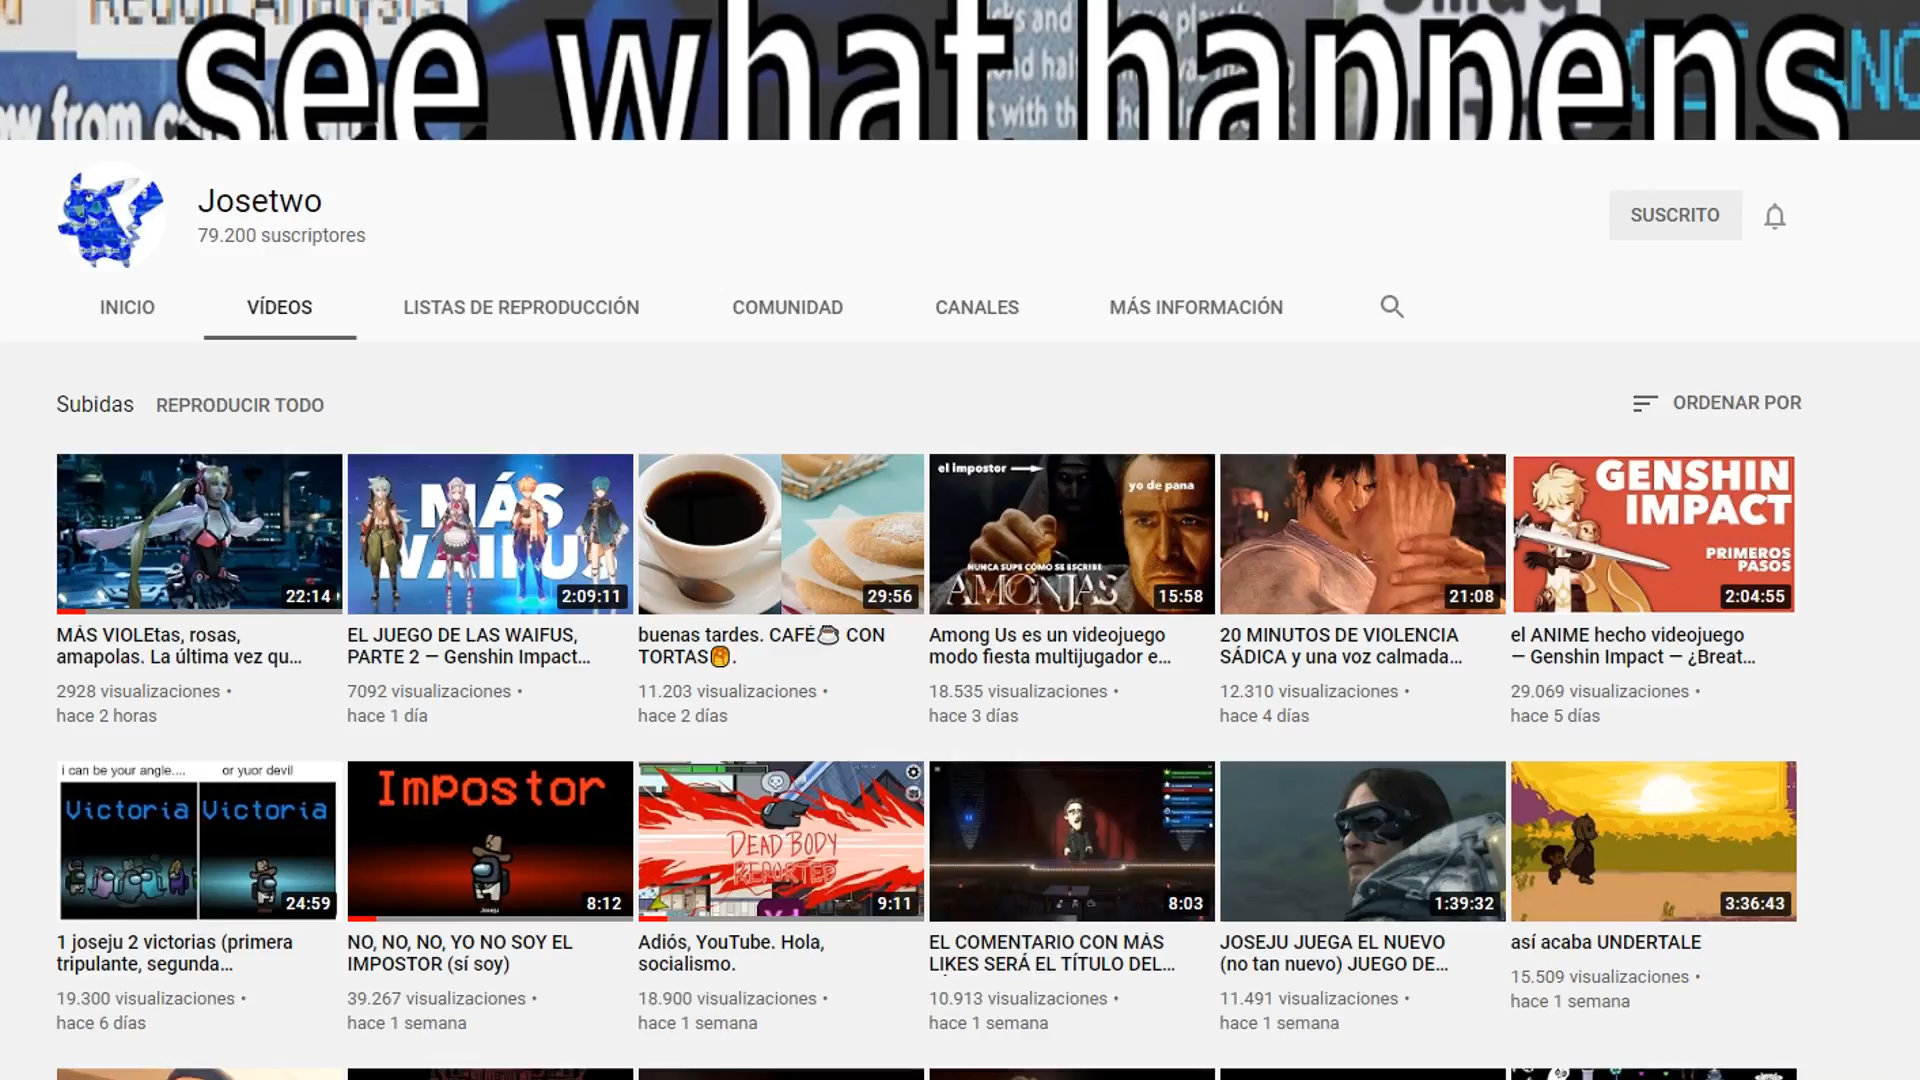 see what happens
Josetwo
79.200 suscriptores
SUSCRITO
INICIO
VÍDEOS
LISTAS DE REPRODUCCIÓN
COMUNIDAD
CANALES
MÁS INFORMACIÓN
Subidas
REPRODUCIR TODO
ORDENAR POR
22:14
MÁS VIOLEtas, rosas,
amapolas. La última vez qu...
2928 visualizaciones •
hace 2 horas
MÁS
WAIFUS
2:09:11
EL JUEGO DE LAS WAIFUS,
PARTE 2 — Genshin Impact...
7092 visualizaciones •
hace 1 día
29:56
buenas tardes. CAFÉ☕ CON
TORTAS🥞.
11.203 visualizaciones •
hace 2 días
el impostor
yo de pana
NUNCA SUPE CÓMO SE ESCRIBE
AMONJAS
15:58
Among Us es un videojuego
modo fiesta multijugador e...
18.535 visualizaciones •
hace 3 días
21:08
20 MINUTOS DE VIOLENCIA
SÁDICA y una voz calmada...
12.310 visualizaciones •
hace 4 días
GENSHIN
IMPACT
PRIMEROS
PASOS
2:04:55
el ANIME hecho videojuego
— Genshin Impact — ¿Breat...
29.069 visualizaciones •
hace 5 días
i can be your angle....
or yuor devil
Victoria
Victoria
24:59
1 joseju 2 victorias (primera
tripulante, segunda...
19.300 visualizaciones •
hace 6 días
Impostor
Joseju
8:12
NO, NO, NO, YO NO SOY EL
IMPOSTOR (sí soy)
39.267 visualizaciones •
hace 1 semana
DEAD BODY
REPORTED
9:11
Adiós, YouTube. Hola,
socialismo.
18.900 visualizaciones •
hace 1 semana
8:03
EL COMENTARIO CON MÁS
LIKES SERÁ EL TÍTULO DEL...
10.913 visualizaciones •
hace 1 semana
1:39:32
JOSEJU JUEGA EL NUEVO
(no tan nuevo) JUEGO DE...
11.491 visualizaciones •
hace 1 semana
3:36:43
así acaba UNDERTALE
15.509 visualizaciones •
hace 1 semana